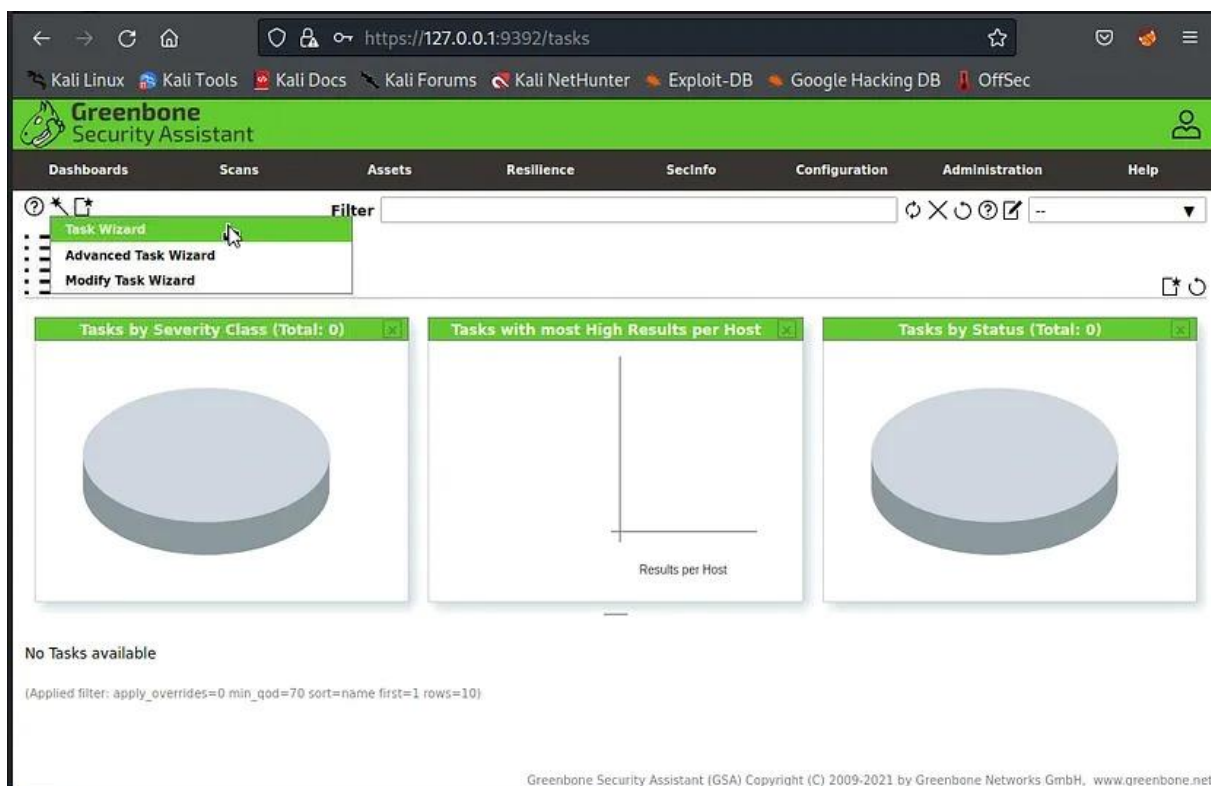 https://127.0.0.1:9392/tasks
Kali Linux Kali Tools Kali Docs Kali Forums Kali NetHunter Exploit-DB Google Hacking DB OffSec
Greenbone
Security Assistant
Dashboards Scans Assets Resilience SecInfo Configuration Administration Help
Filter --
Task Wizard
Advanced Task Wizard
Modify Task Wizard
Tasks by Severity Class (Total: 0) Tasks with most High Results per Host Tasks by Status (Total: 0)
Results per Host
No Tasks available
(Applied filter: apply_overrides=0 min_qod=70 sort=name first=1 rows=10)
Greenbone Security Assistant (GSA) Copyright (C) 2009-2021 by Greenbone Networks GmbH, www.greenbone.net